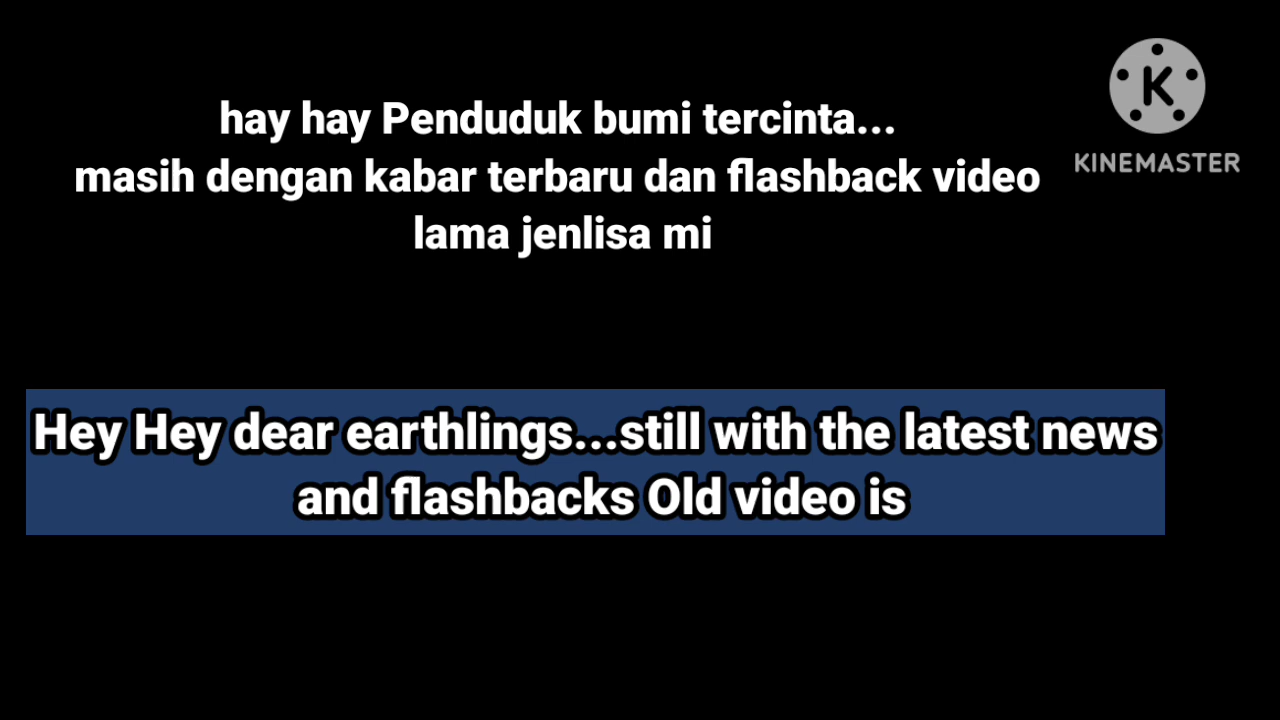 hay hay Penduduk bumi tercinta...
masih dengan kabar terbaru dan flashback video
lama jenlisa mi
K
KINEMASTER
Hey Hey dear earthlings...still with the latest news
and flashbacks Old video is